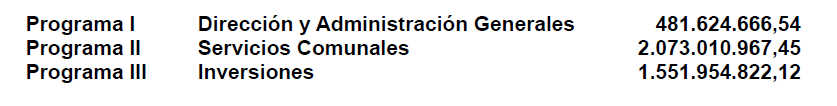 Programa I Dirección y Administración Generales 481.624.666,54
Programa II Servicios Comunales 2.073.010.967,45
Programa III Inversiones 1.551.954.822,12